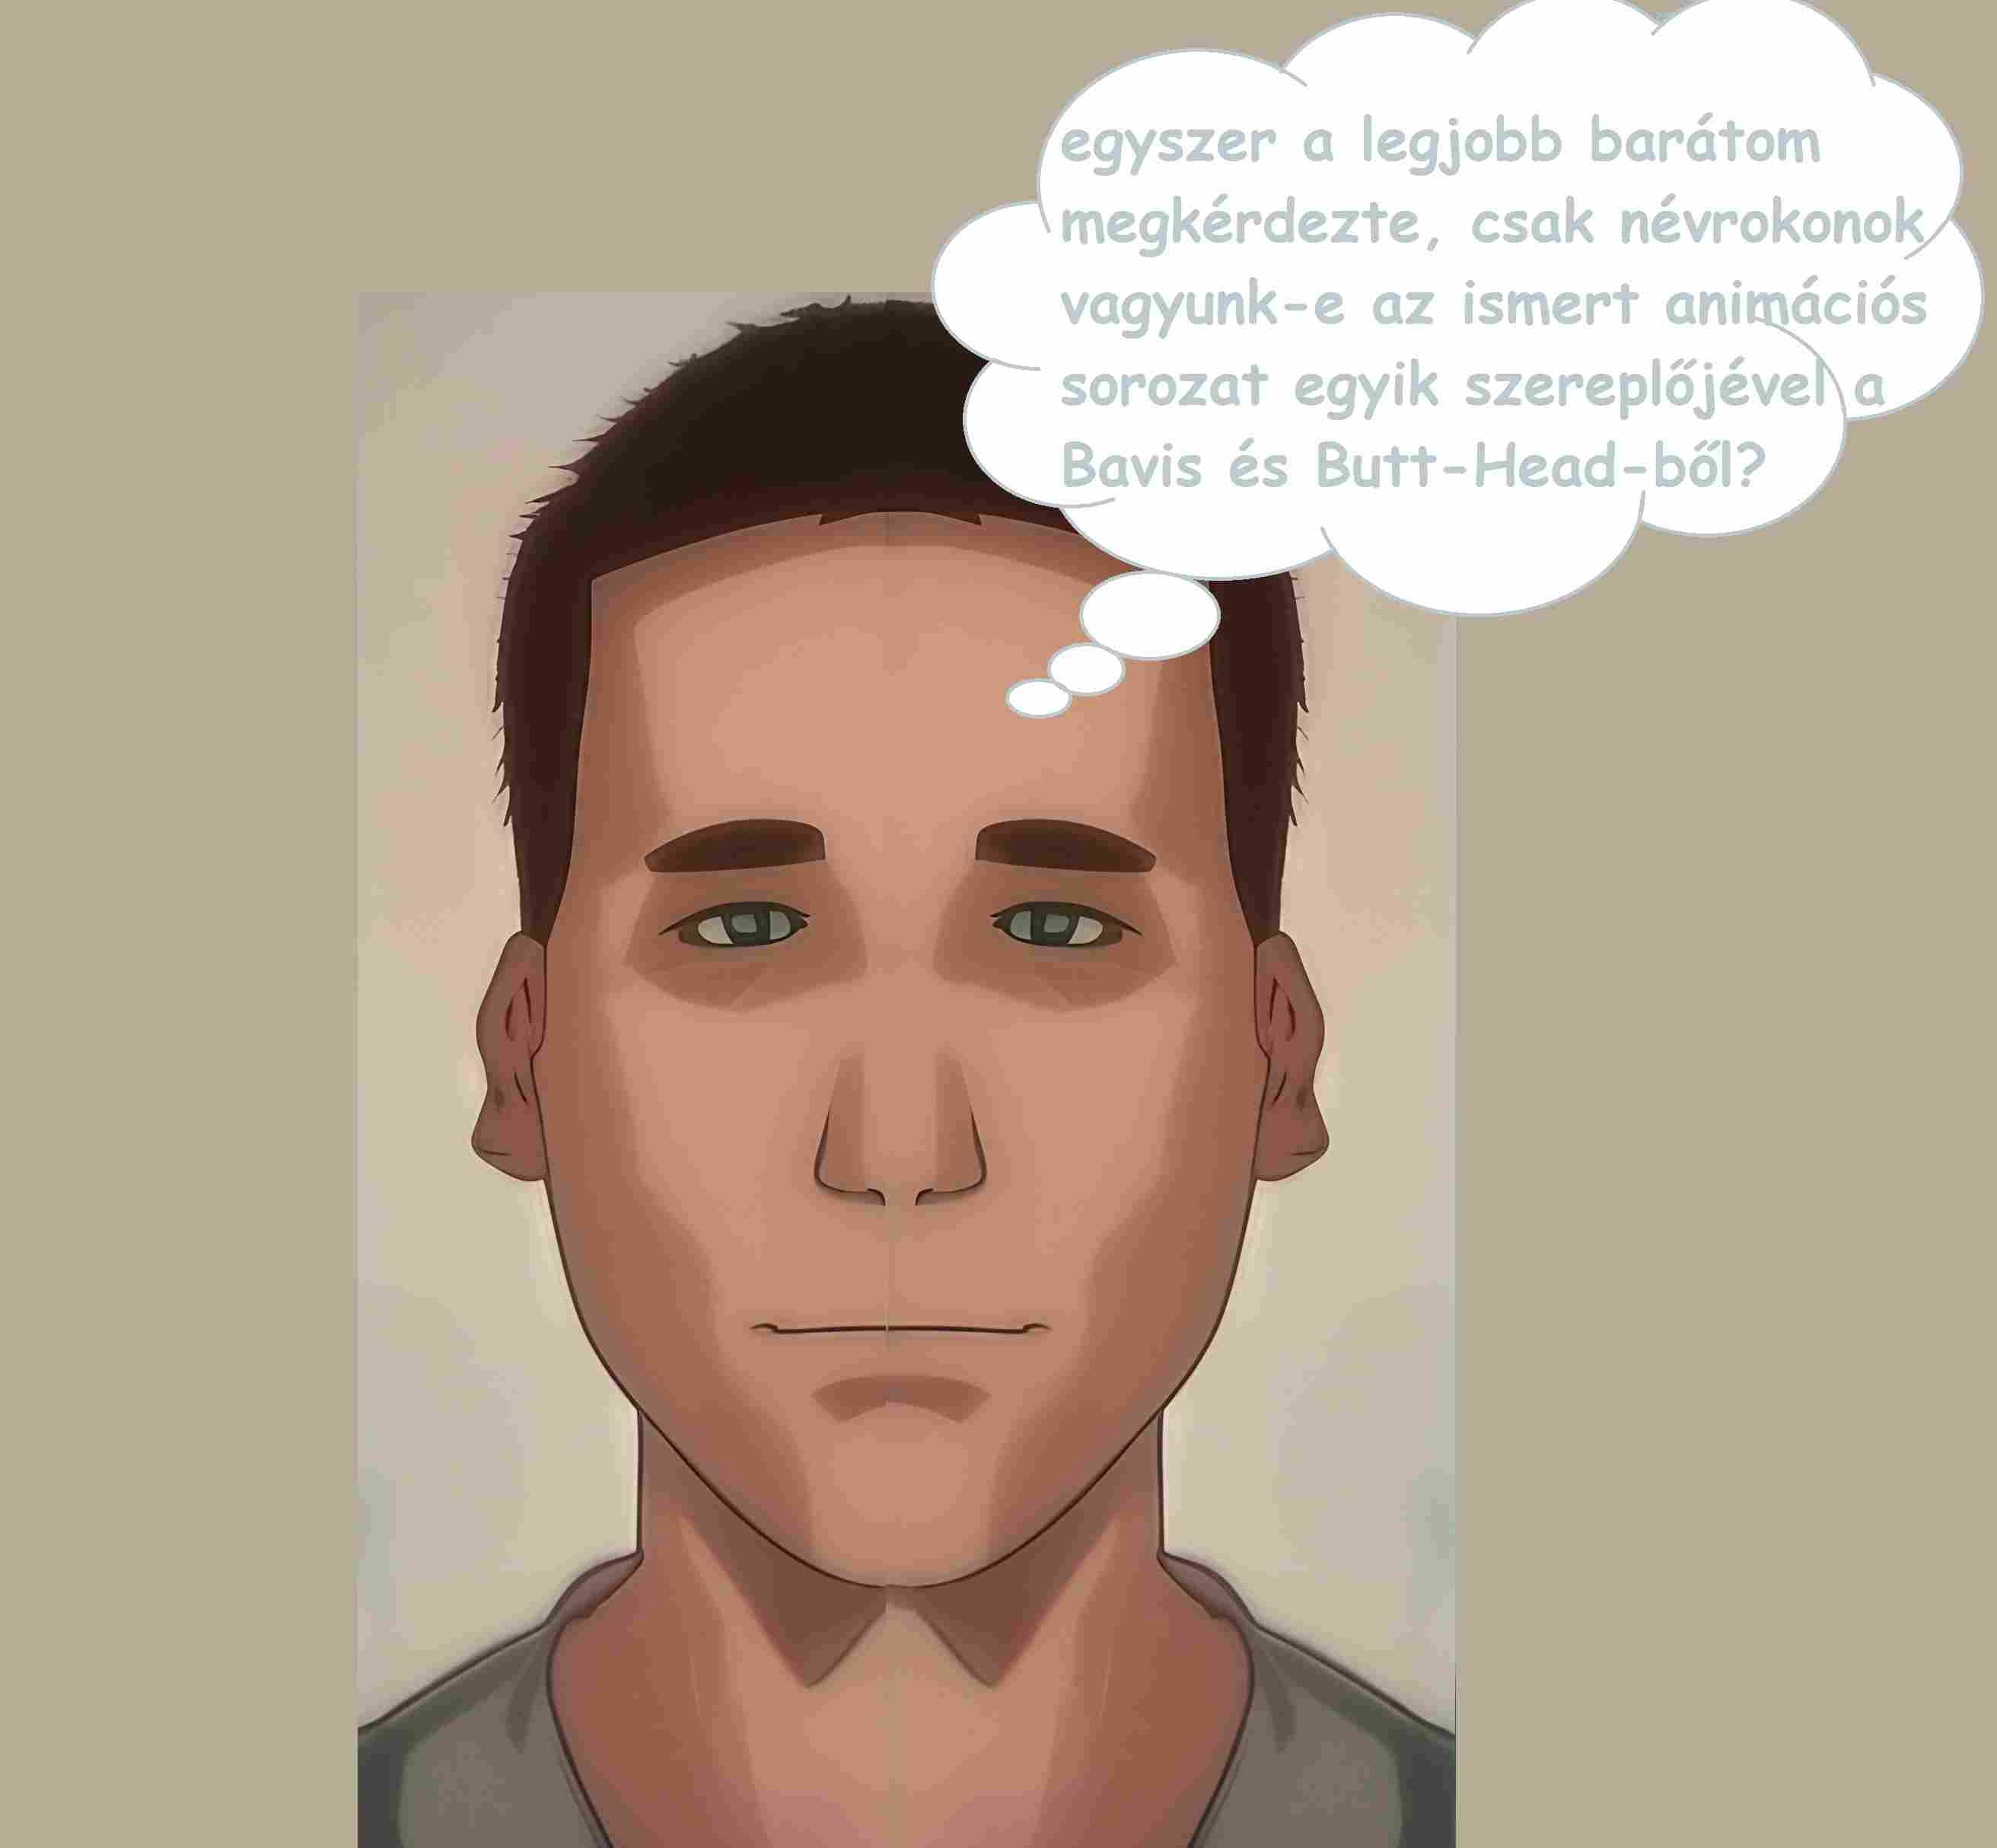 egyszer a legjobb barátom
megkérdezte, csak névrokonok
vagyunk-e az ismert animációs
sorozat egyik szereplőjével a
Bavis és Butt-Head-ből?